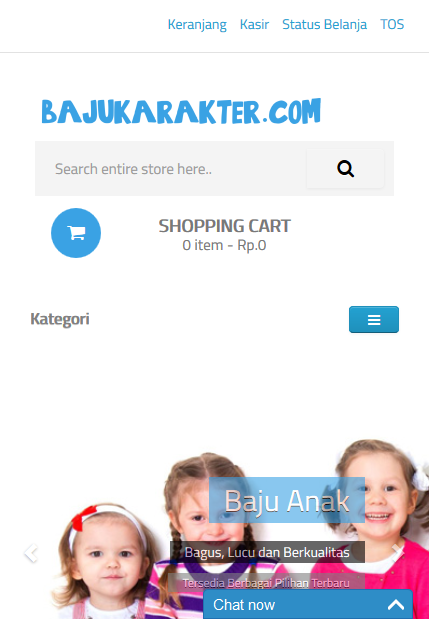 Keranjang Kasir Status Belanja TOS
BAJUKARAKTER.COM
Search entire store here..
SHOPPING CART
0 item - Rp.0
Kategori
Baju Anak
Bagus, Lucu dan Berkualitas
Tersedia Berbagai Pilihan Terbaru
Chat now